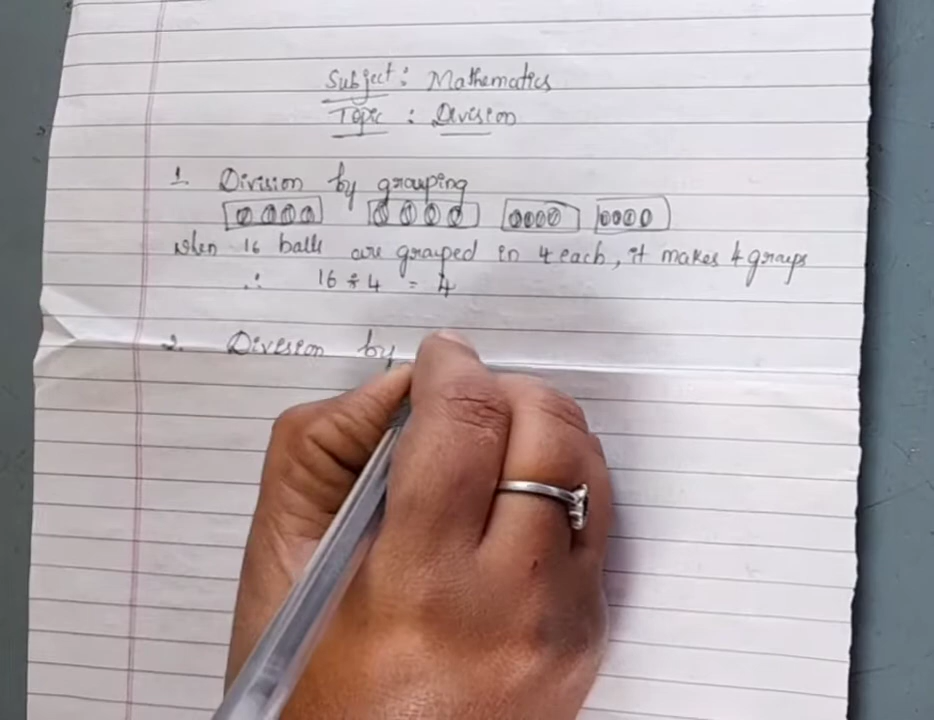 Subject : Mathematics
Topic : Division
1. Division by grouping
when 16 balls are grouped in 4 each, it makes 4 groups
∴ 16 ÷ 4 = 4
2. Division by